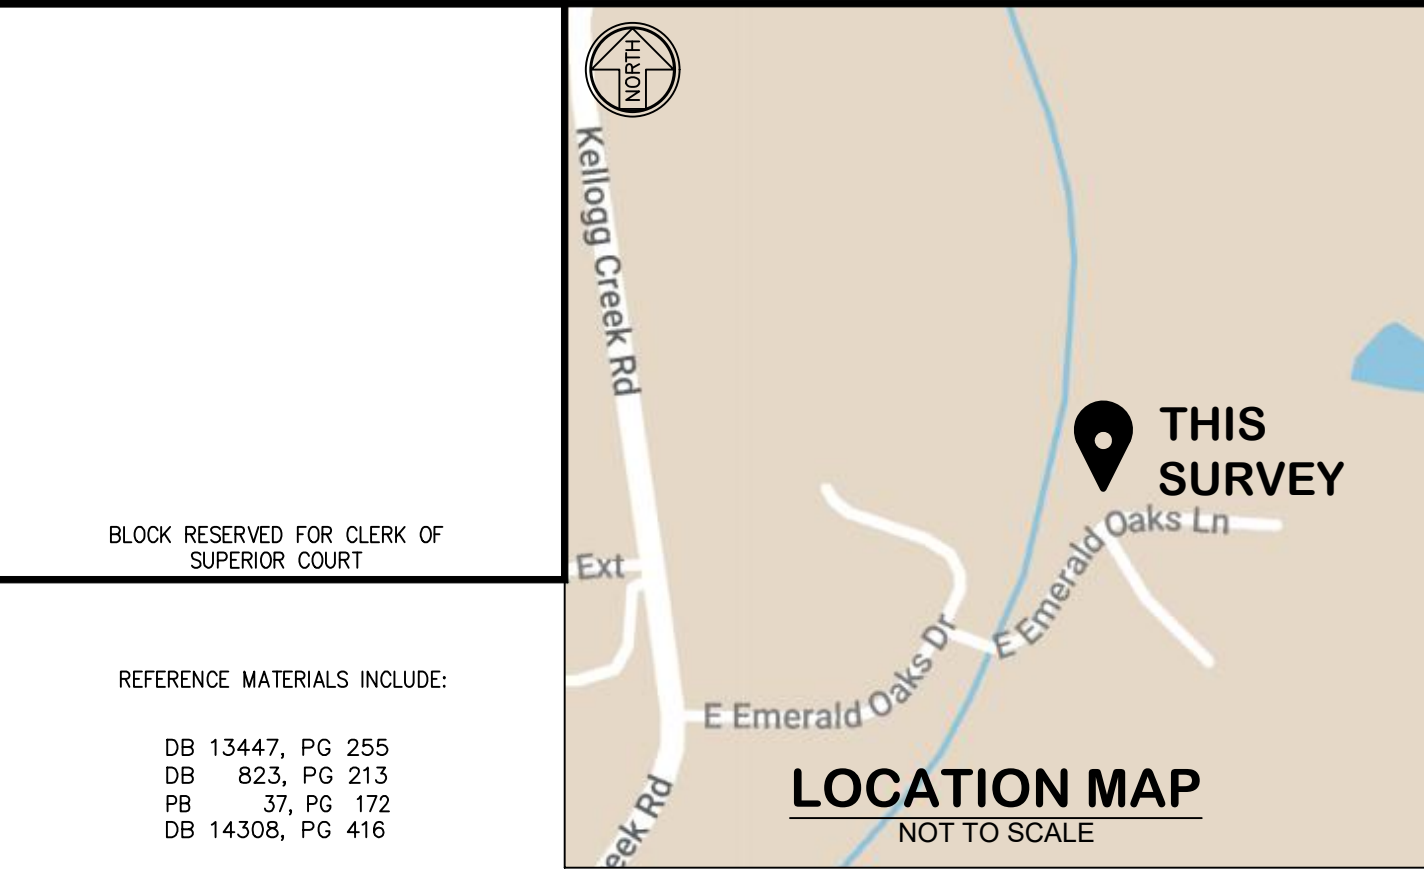 BLOCK RESERVED FOR CLERK OF
SUPERIOR COURT
REFERENCE MATERIALS INCLUDE:
DB 13447, PG 255
DB 823, PG 213
PB 37, PG 172
DB 14308, PG 416
NORTH
Kellogg Creek Rd
THIS
SURVEY
E Emerald Oaks Ln
Ext
E Emerald Oaks Dr
eek Rd
LOCATION MAP
NOT TO SCALE